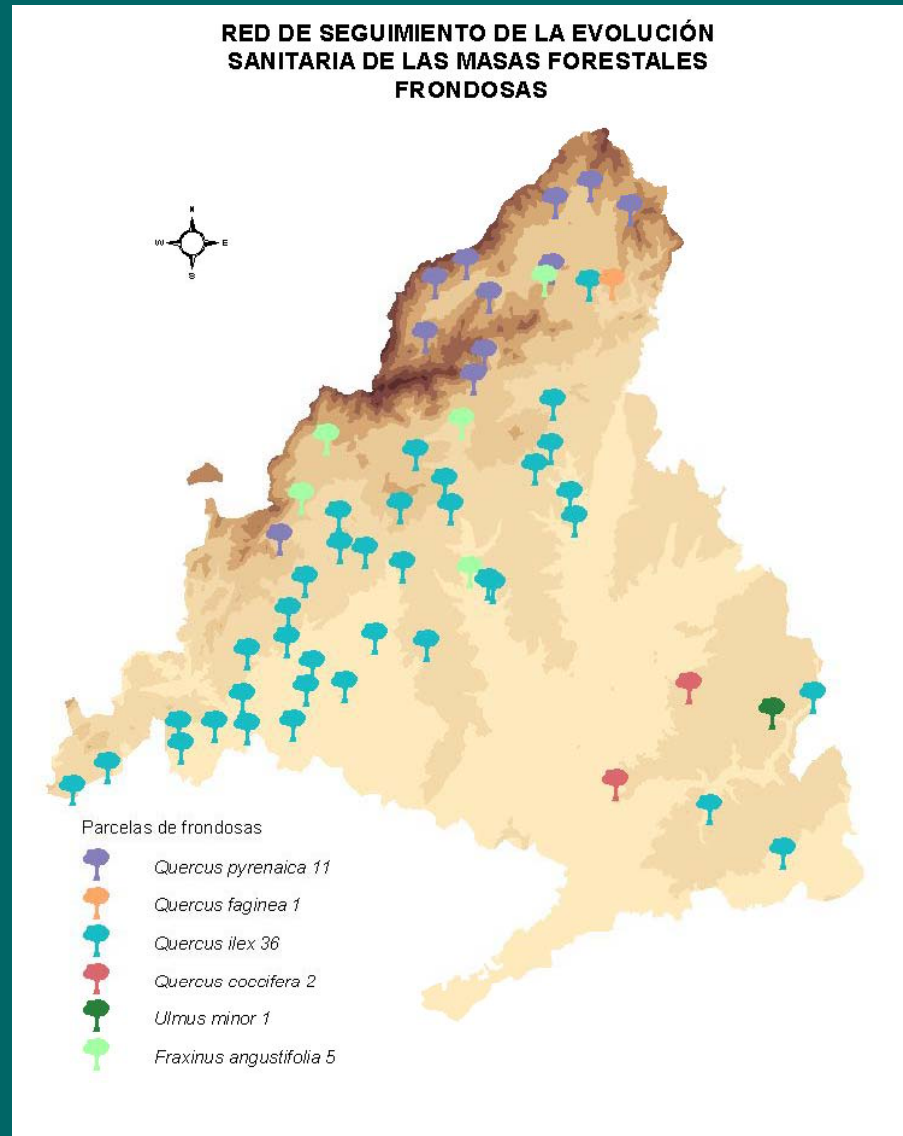 RED DE SEGUIMIENTO DE LA EVOLUCIÓN
SANITARIA DE LAS MASAS FORESTALES
FRONDOSAS
N
W E
S
Parcelas de frondosas
Quercus pyrenaica 11
Quercus faginea 1
Quercus ilex 36
Quercus coccifera 2
Ulmus minor 1
Fraxinus angustifolia 5